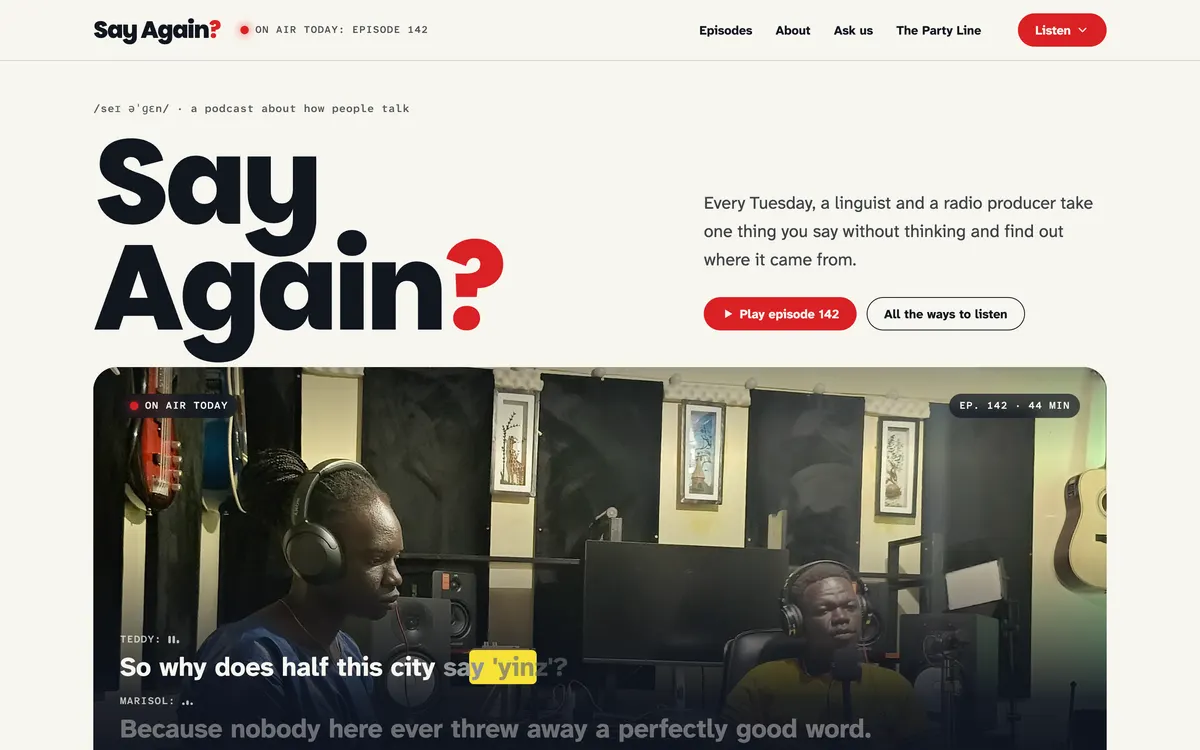 Say Again?
ON AIR TODAY: EPISODE 142
Episodes
About
Ask us
The Party Line
Listen
/seɪ əˈɡɛn/ · a podcast about how people talk
Say
Again?
Every Tuesday, a linguist and a radio producer take
one thing you say without thinking and find out
where it came from.
Play episode 142
All the ways to listen
ON AIR TODAY
EP. 142 · 44 MIN
TEDDY:
So why does half this city say 'yinz'?
MARISOL:
Because nobody here ever threw away a perfectly good word.